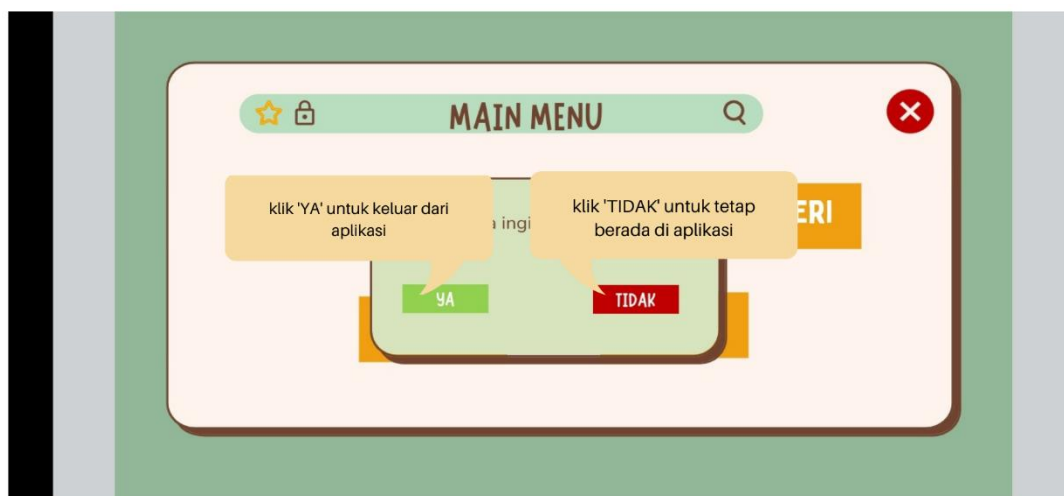 MAIN MENU
klik 'YA' untuk keluar dari
aplikasi
klik 'TIDAK' untuk tetap
berada di aplikasi
YA
TIDAK